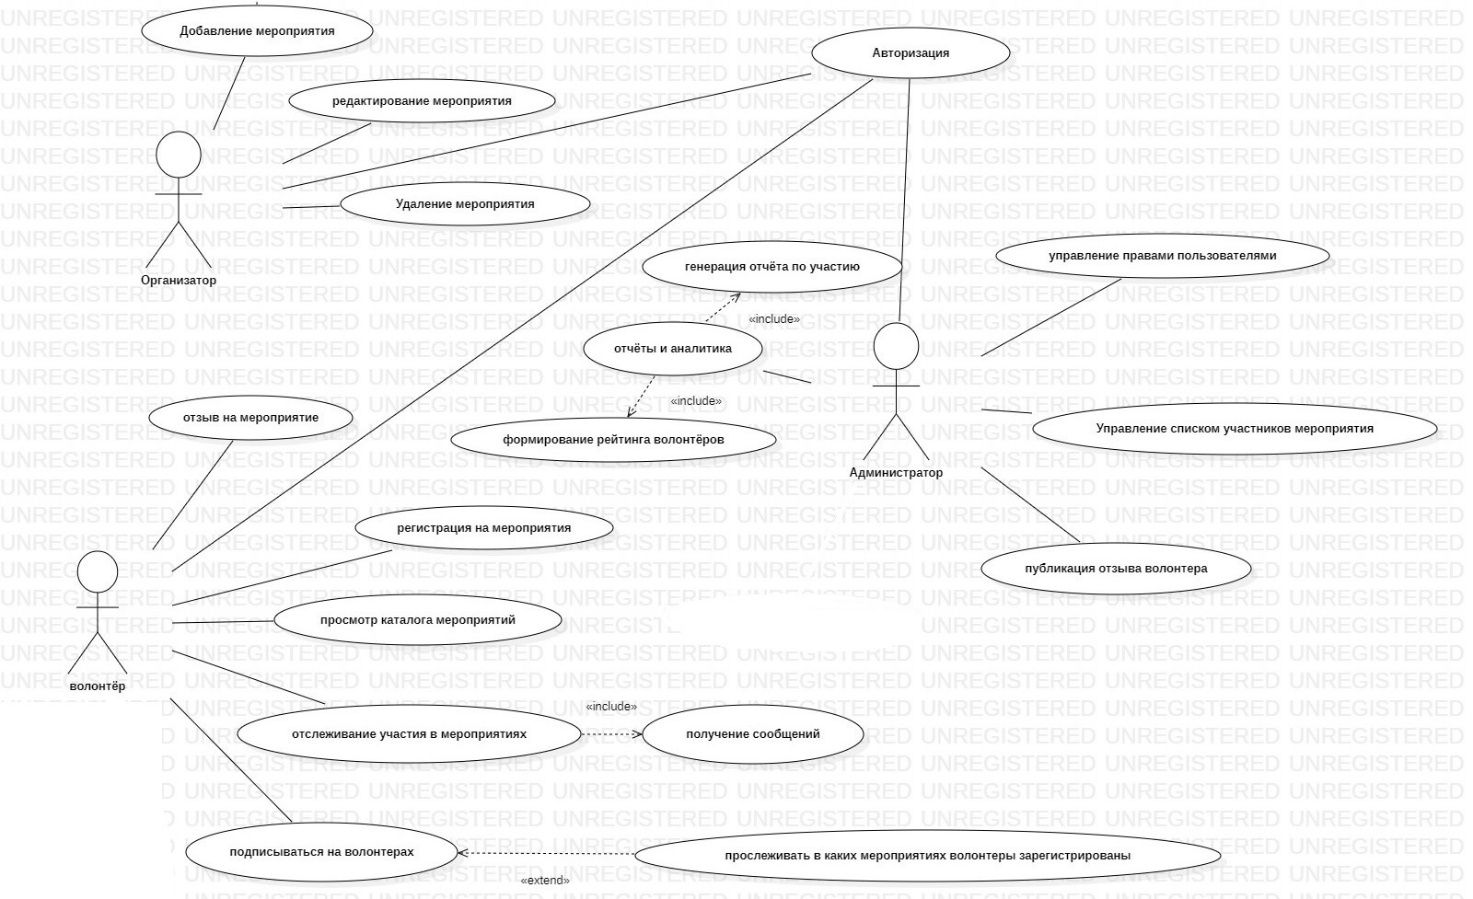 Добавление мероприятия
Авторизация
редактирование мероприятия
Удаление мероприятия
Организатор
генерация отчёта по участию
управление правами пользователями
«include»
отчёты и аналитика
«include»
отзыв на мероприятие
формирование рейтинга волонтёров
Управление списком участников мероприятия
Администратор
регистрация на мероприятия
публикация отзыва волонтера
просмотр каталога мероприятий
волонтёр
«include»
отслеживание участия в мероприятиях
получение сообщений
подписываться на волонтерах
прослеживать в каких мероприятиях волонтеры зарегистрированы
«extend»
UNREGISTERED